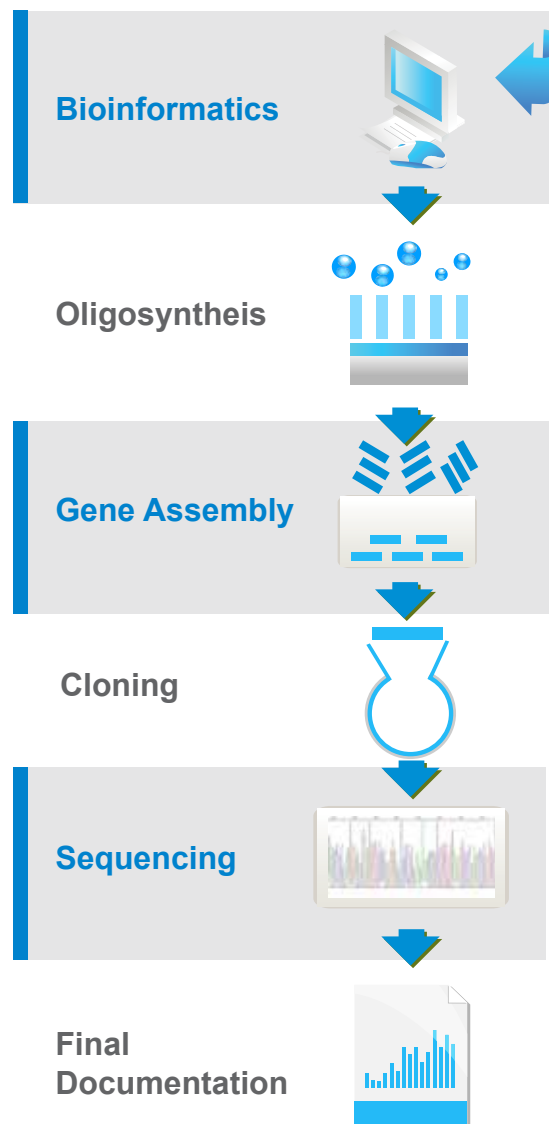 Bioinformatics
Oligosyntheis
Gene Assembly
Cloning
Sequencing
Final
Documentation